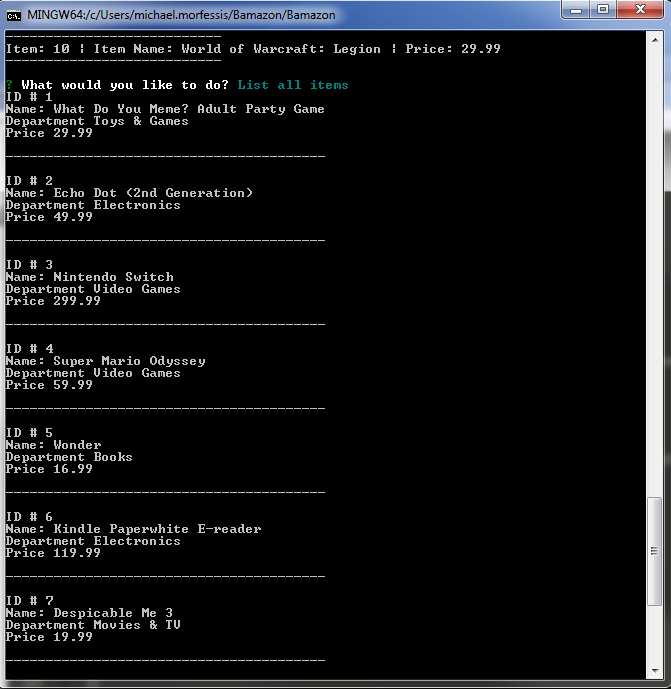 MINGW64:/c/Users/michael.morfessis/Bamazon/Bamazon
---------------------------
Item: 10 ¦ Item Name: World of Warcraft: Legion ¦ Price: 29.99
---------------------------
? What would you like to do? List all items
ID # 1
Name: What Do You Meme? Adult Party Game
Department Toys & Games
Price 29.99
----------------------------------------
ID # 2
Name: Echo Dot (2nd Generation)
Department Electronics
Price 49.99
----------------------------------------
ID # 3
Name: Nintendo Switch
Department Video Games
Price 299.99
----------------------------------------
ID # 4
Name: Super Mario Odyssey
Department Video Games
Price 59.99
----------------------------------------
ID # 5
Name: Wonder
Department Books
Price 16.99
----------------------------------------
ID # 6
Name: Kindle Paperwhite E-reader
Department Electronics
Price 119.99
----------------------------------------
ID # 7
Name: Despicable Me 3
Department Movies & TV
Price 19.99
----------------------------------------